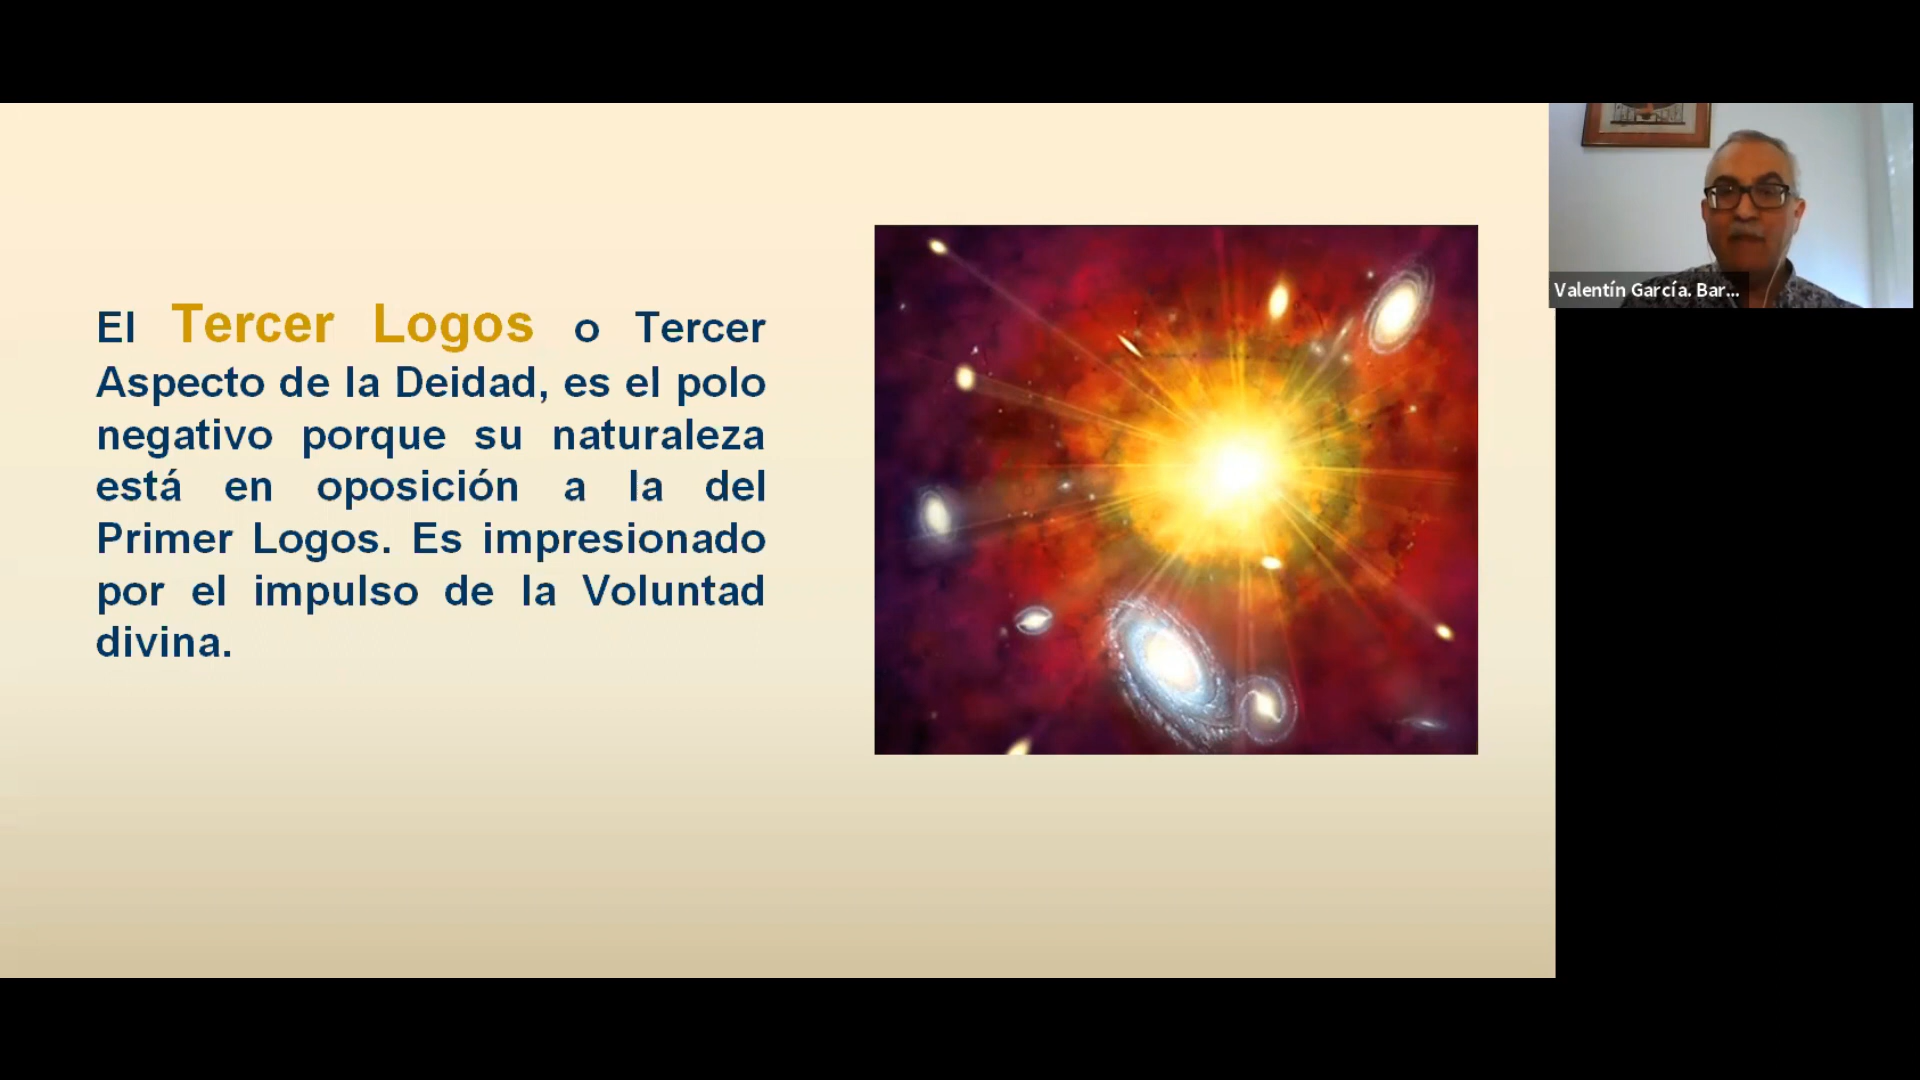 El Tercer Logos o Tercer
Aspecto de la Deidad, es el polo
negativo porque su naturaleza
está en oposición a la del
Primer Logos. Es impresionado
por el impulso de la Voluntad
divina.
Valentín García. Bar...